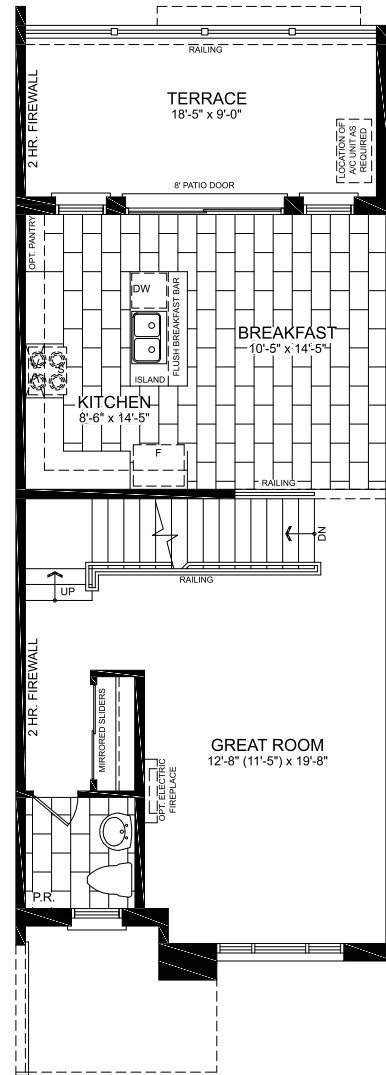 RAILING
2 HR. FIREWALL
TERRACE
18'-5" x 9'-0"
LOCATION OF
A/C UNIT AS
REQUIRED
8' PATIO DOOR
OPT. PANTRY
DW
FLUSH BREAKFAST BAR
BREAKFAST
10'-5" x 14'-5"
ISLAND
KITCHEN
8'-6" x 14'-5"
F
RAILING
DN
RAILING
UP
2 HR. FIREWALL
MIRRORED SLIDERS
GREAT ROOM
12'-8" (11'-5") x 19'-8"
OPT. ELECTRIC
FIREPLACE
P.R.